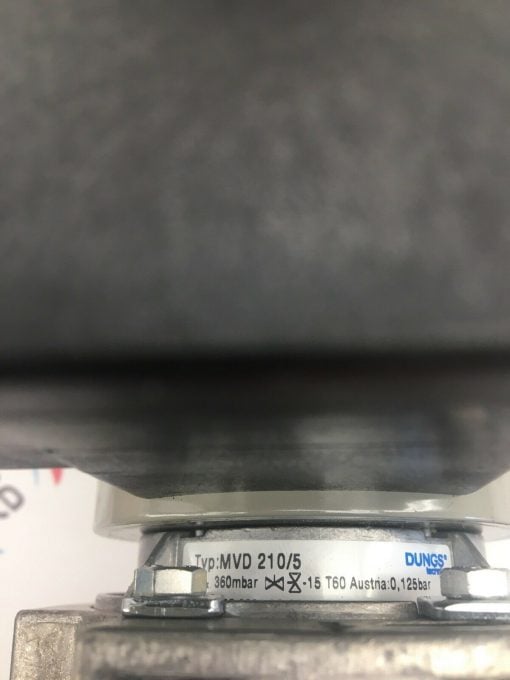 Typ:MVD 210/5 DUNGS®
360mbar -15 T60 Austria:0,125bar